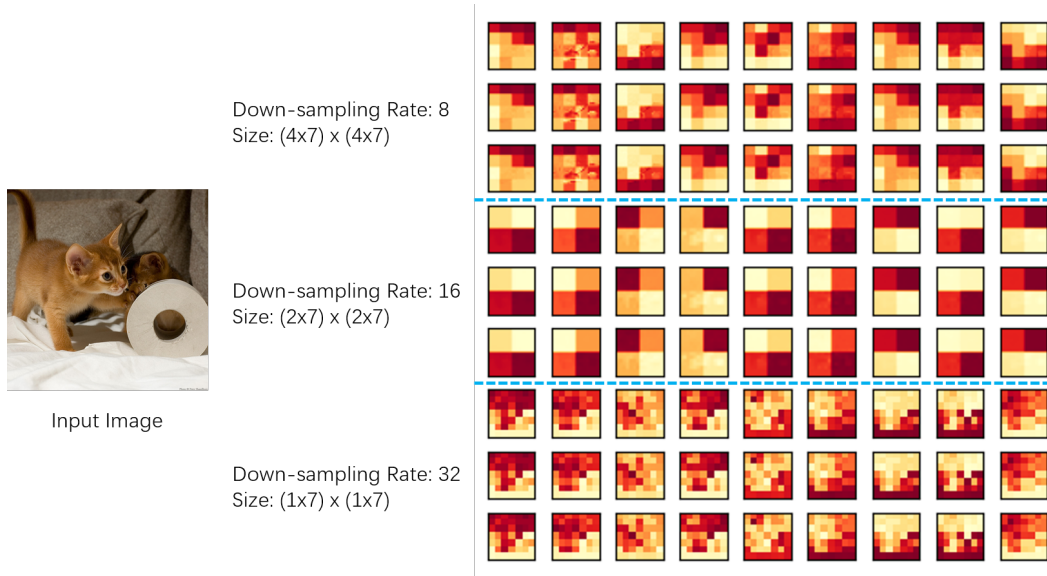 Down-sampling Rate: 8
Size: (4x7) x (4x7)
Down-sampling Rate: 16
Size: (2x7) x (2x7)
Input Image
Down-sampling Rate: 32
Size: (1x7) x (1x7)